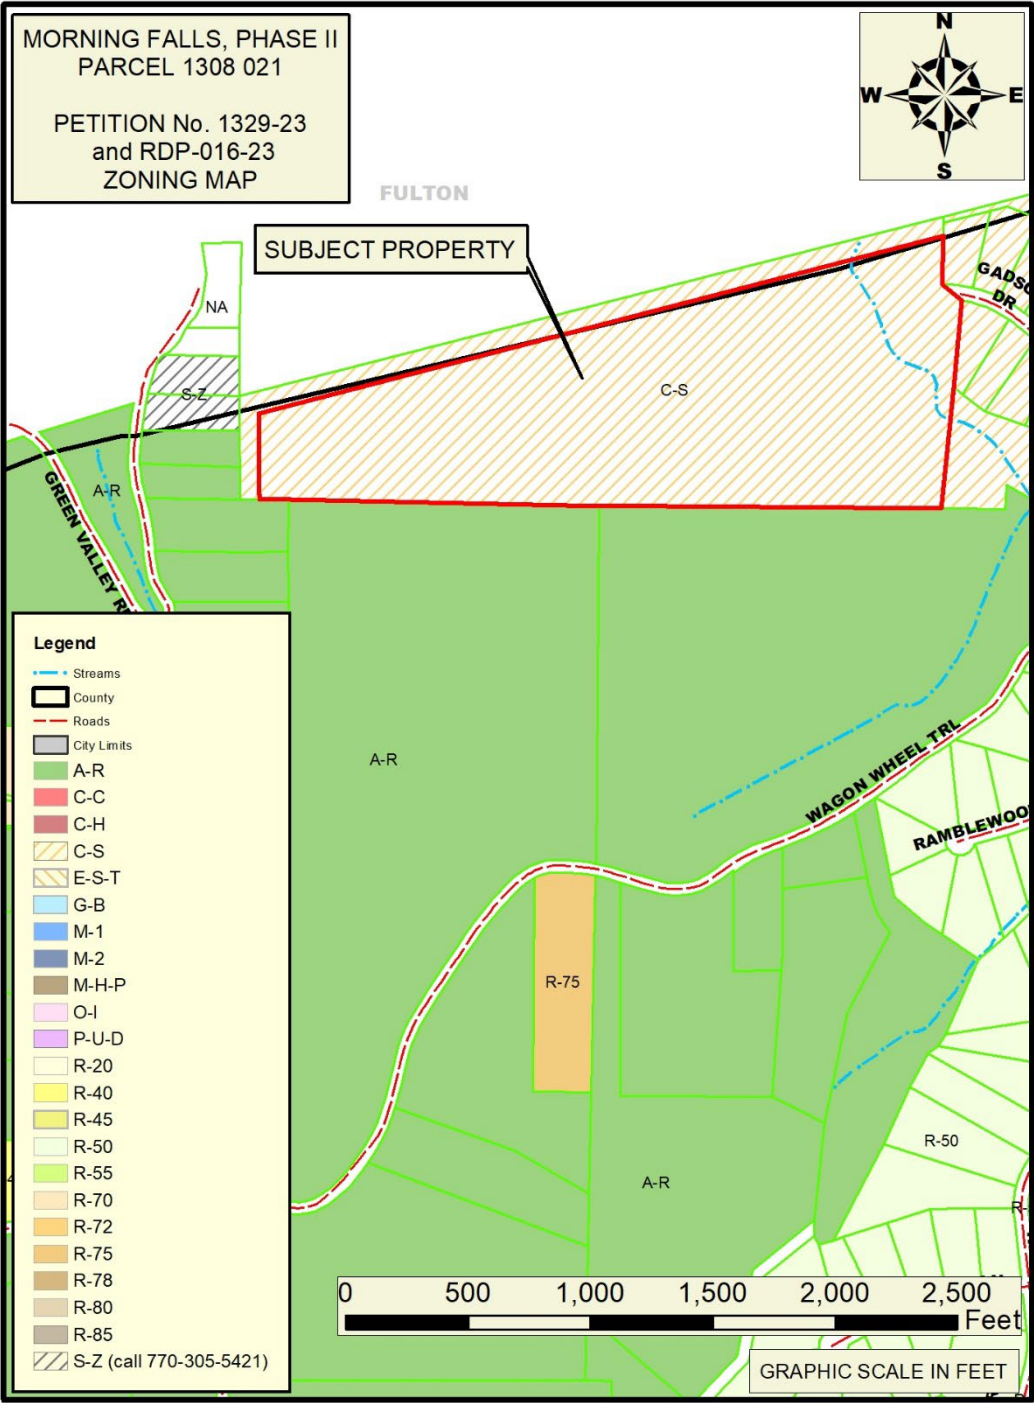 MORNING FALLS, PHASE II
PARCEL 1308 021
PETITION No. 1329-23
and RDP-016-23
ZONING MAP
N
W
E
S
FULTON
SUBJECT PROPERTY
GADSO
DR
NA
C-S
S-Z
A-R
GREEN VALLEY R
Legend
Streams
County
Roads
City Limits
A-R
C-C
C-H
C-S
E-S-T
G-B
M-1
M-2
M-H-P
O-I
P-U-D
R-20
R-40
R-45
R-50
R-55
R-70
R-72
R-75
R-78
R-80
R-85
S-Z (call 770-305-5421)
A-R
WAGON WHEEL TRL
RAMBLEWOO
R-75
R-50
A-R
0 500 1,000 1,500 2,000 2,500
Feet
GRAPHIC SCALE IN FEET